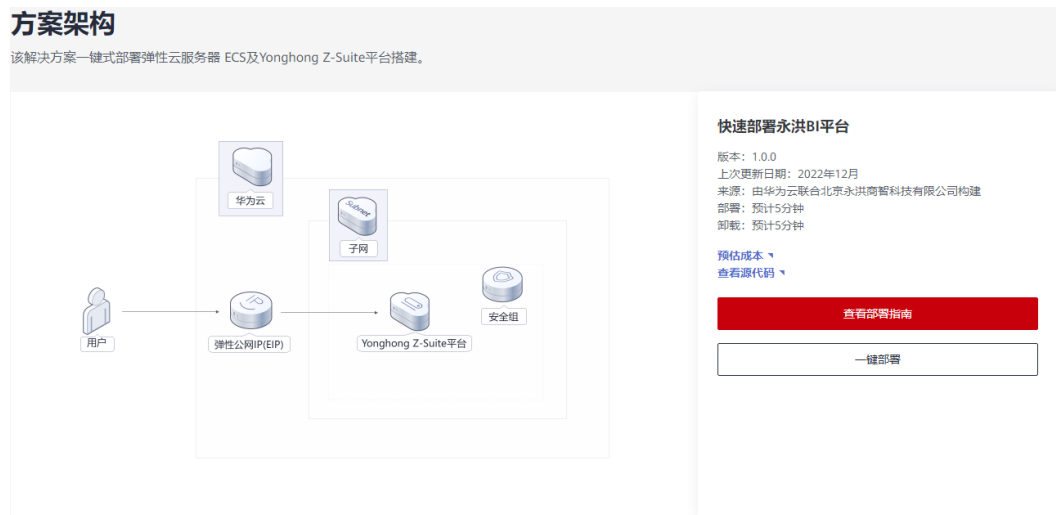 方案架构
该解决方案一键式部署弹性云服务器 ECS及Yonghong Z-Suite平台搭建。
华为云
Subnet
子网
IP
用户
弹性公网IP(EIP)
Yonghong Z-Suite平台
安全组
快速部署永洪BI平台
版本：1.0.0
上次更新日期：2022年12月
来源：由华为云联合北京永洪商智科技有限公司构建
部署：预计5分钟
卸载：预计5分钟
预估成本
查看源代码
查看部署指南
一键部署